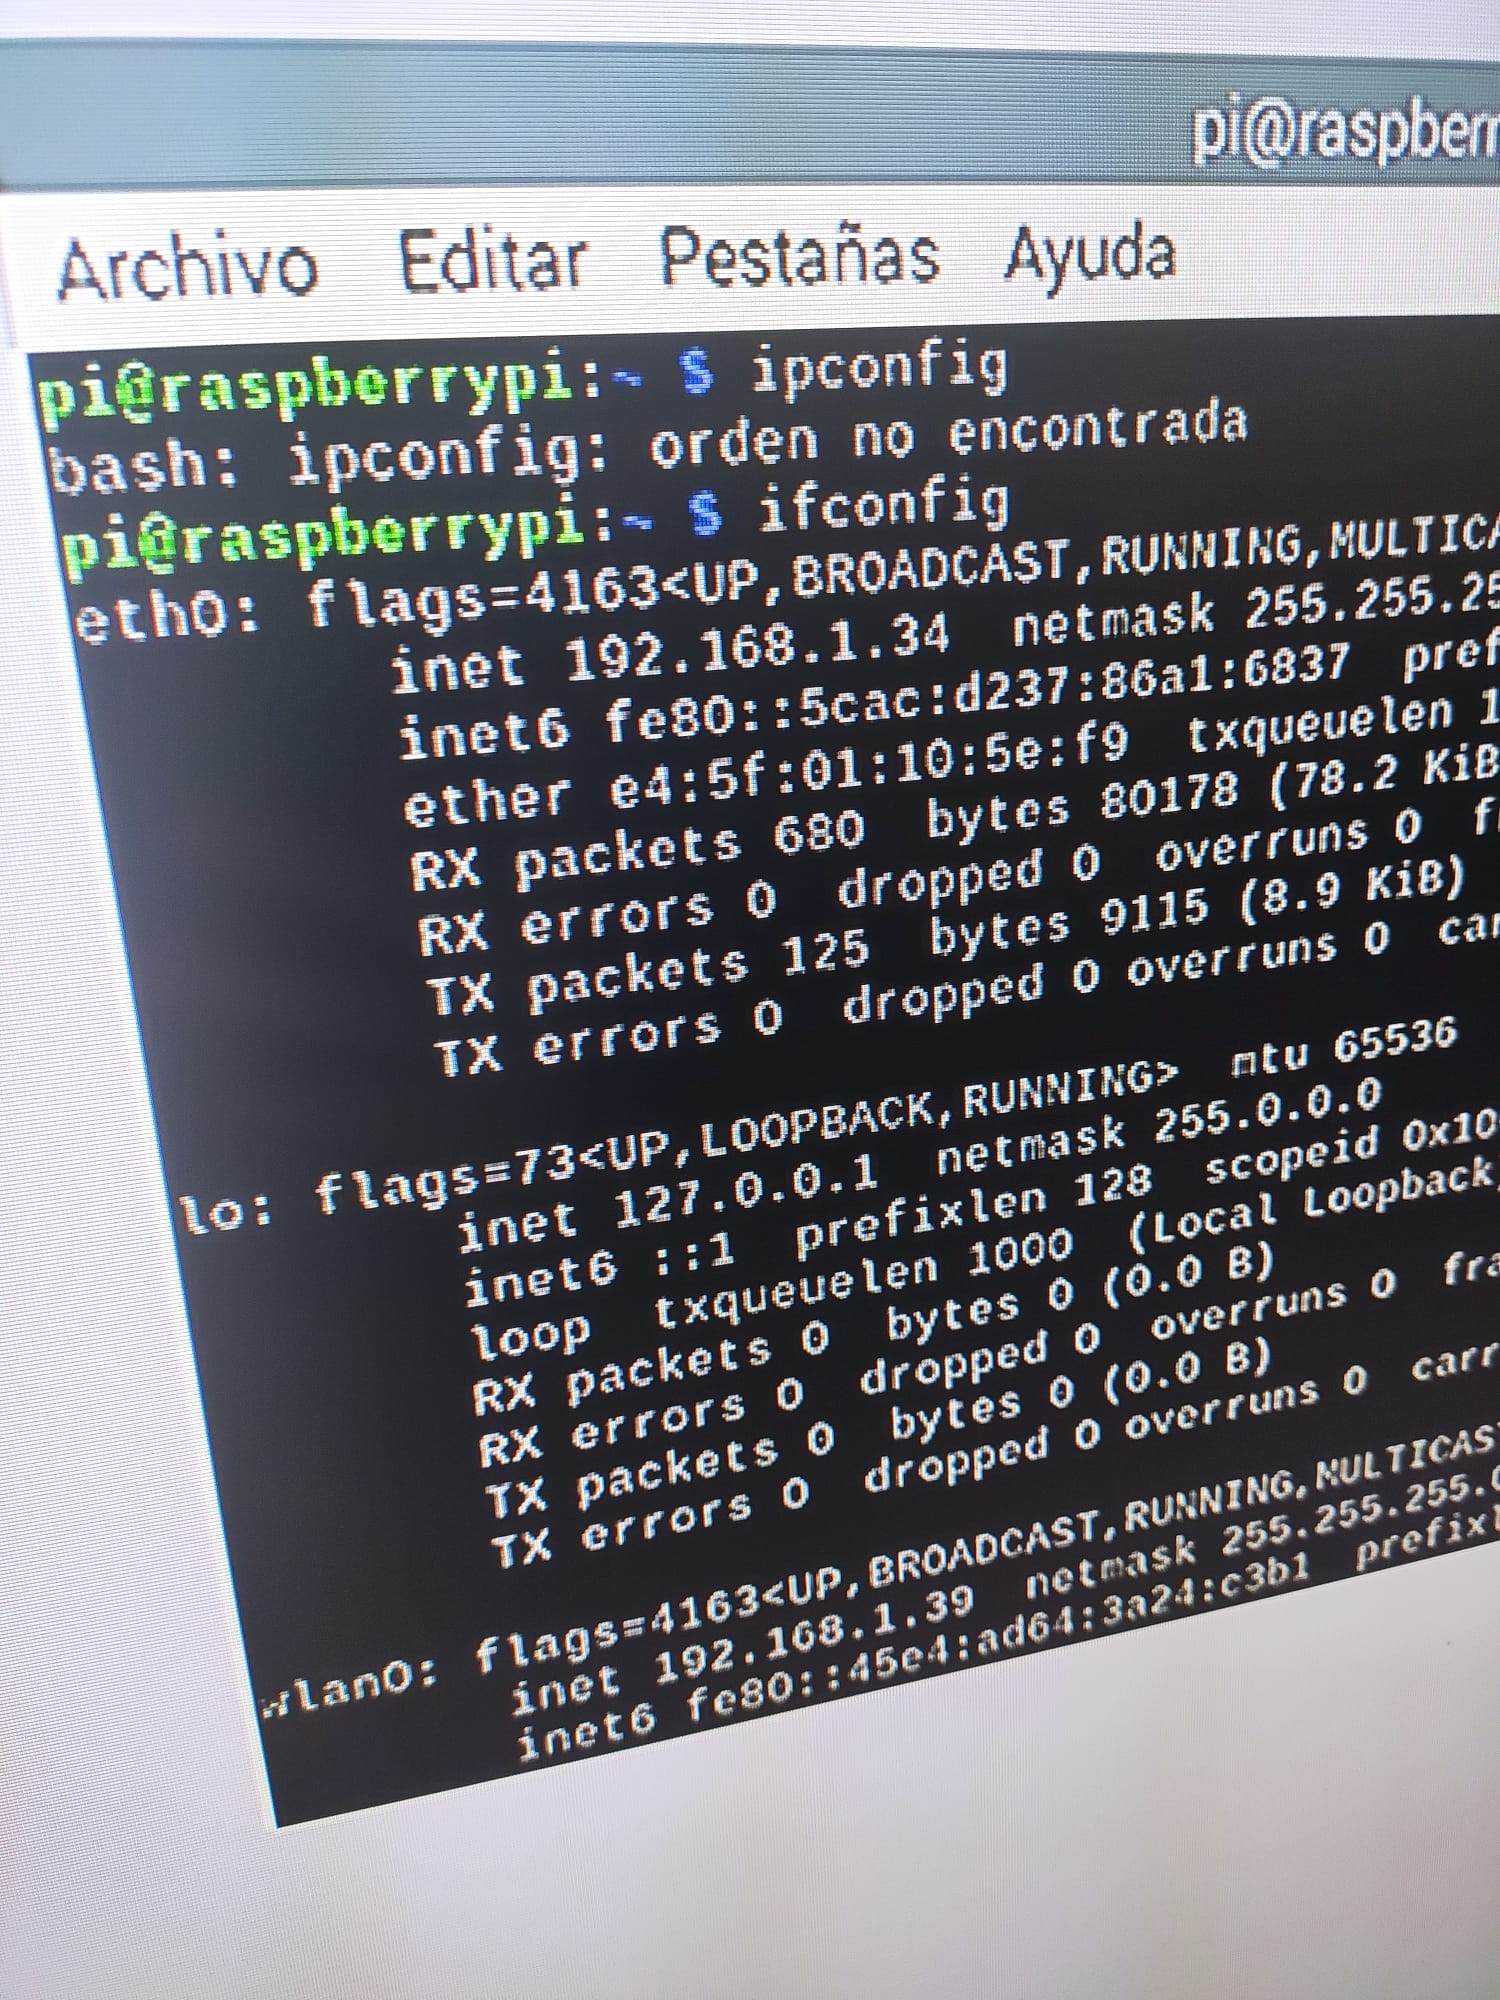 pi@raspberr
Archivo Editar Pestañas Ayuda
pi@raspberrypi:~ $ ipconfig
bash: ipconfig: orden no encontrada
pi@raspberrypi:~ $ ifconfig
eth0: flags=4163<UP,BROADCAST,RUNNING,MULTICA
inet 192.168.1.34 netmask 255.255.25
inet6 fe80::5cac:d237:86a1:6837 pref
ether e4:5f:01:10:5e:f9 txqueuelen 1
RX packets 680 bytes 80178 (78.2 KiB
RX errors 0 dropped 0 overruns 0 f
TX packets 125 bytes 9115 (8.9 KiB)
TX errors 0 dropped 0 overruns 0 car
lo: flags=73<UP,LOOPBACK,RUNNING> mtu 65536
inet 127.0.0.1 netmask 255.0.0.0
inet6 ::1 prefixlen 128 scopeid 0x10
loop txqueuelen 1000 (Local Loopback
RX packets 0 bytes 0 (0.0 B)
RX errors 0 dropped 0 overruns 0 fra
TX packets 0 bytes 0 (0.0 B)
TX errors 0 dropped 0 overruns 0 carr
wlan0: flags=4163<UP,BROADCAST,RUNNING,MULTICAS
inet 192.168.1.39 netmask 255.255.255.0
inet6 fe80::45e4:ad64:3a24:c3b1 prefixl